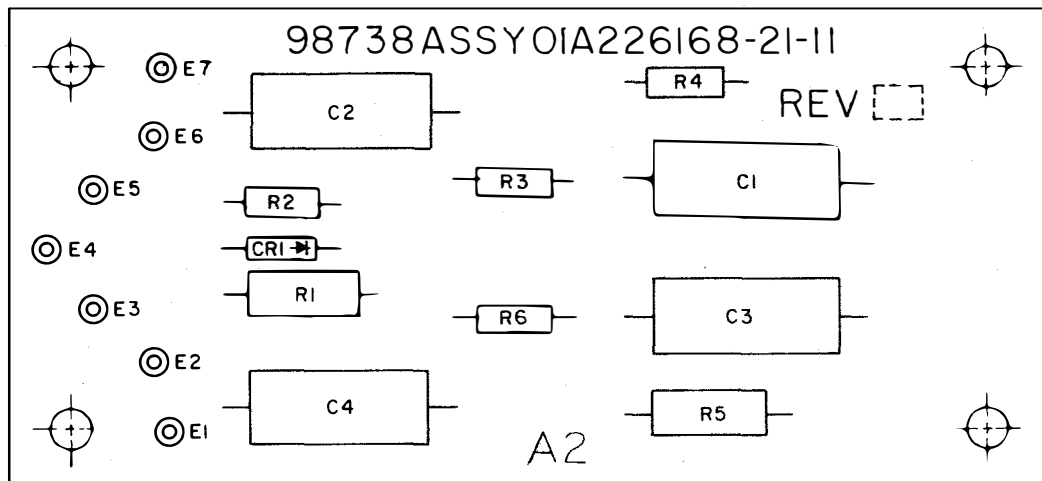 98738ASSY01A226168-21-11
E7
R4
C2
REV
E6
R3
C1
E5
R2
E4
CR1
R1
E3
R6
C3
E2
C4
R5
E1
A2